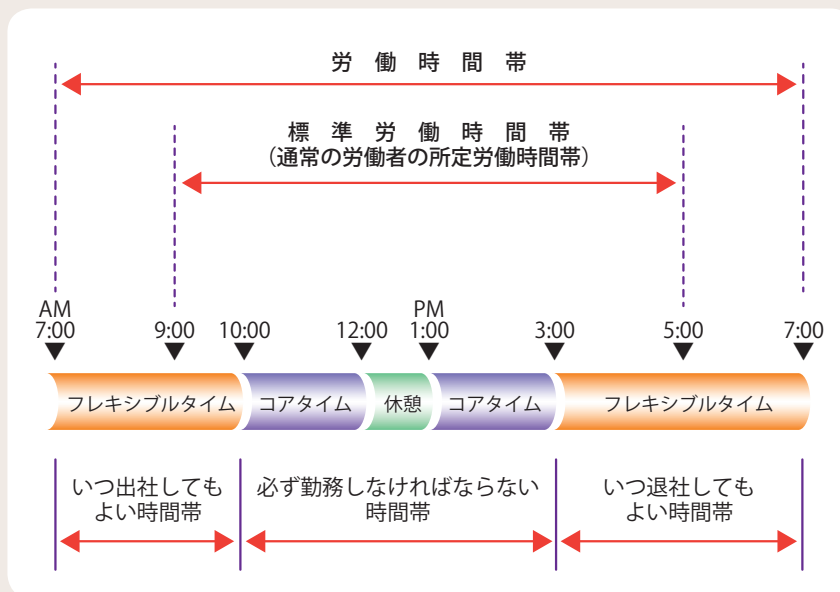 労働時間帯
標準労働時間帯
（通常の労働者の所定労働時間帯）
AM
7:00
9:00
10:00
12:00
PM
1:00
3:00
5:00
7:00
フレキシブルタイム
コアタイム
休憩
コアタイム
フレキシブルタイム
いつ出社しても
よい時間帯
必ず勤務しなければならない
時間帯
いつ退社しても
よい時間帯